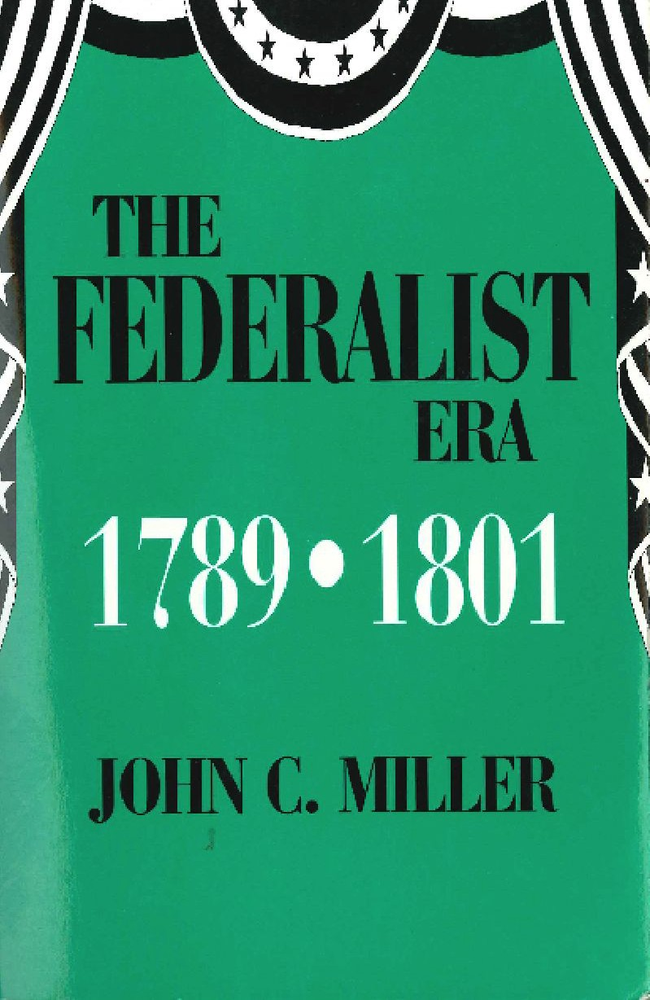 THE
FEDERALIST
ERA
1789•1801
JOHN C. MILLER